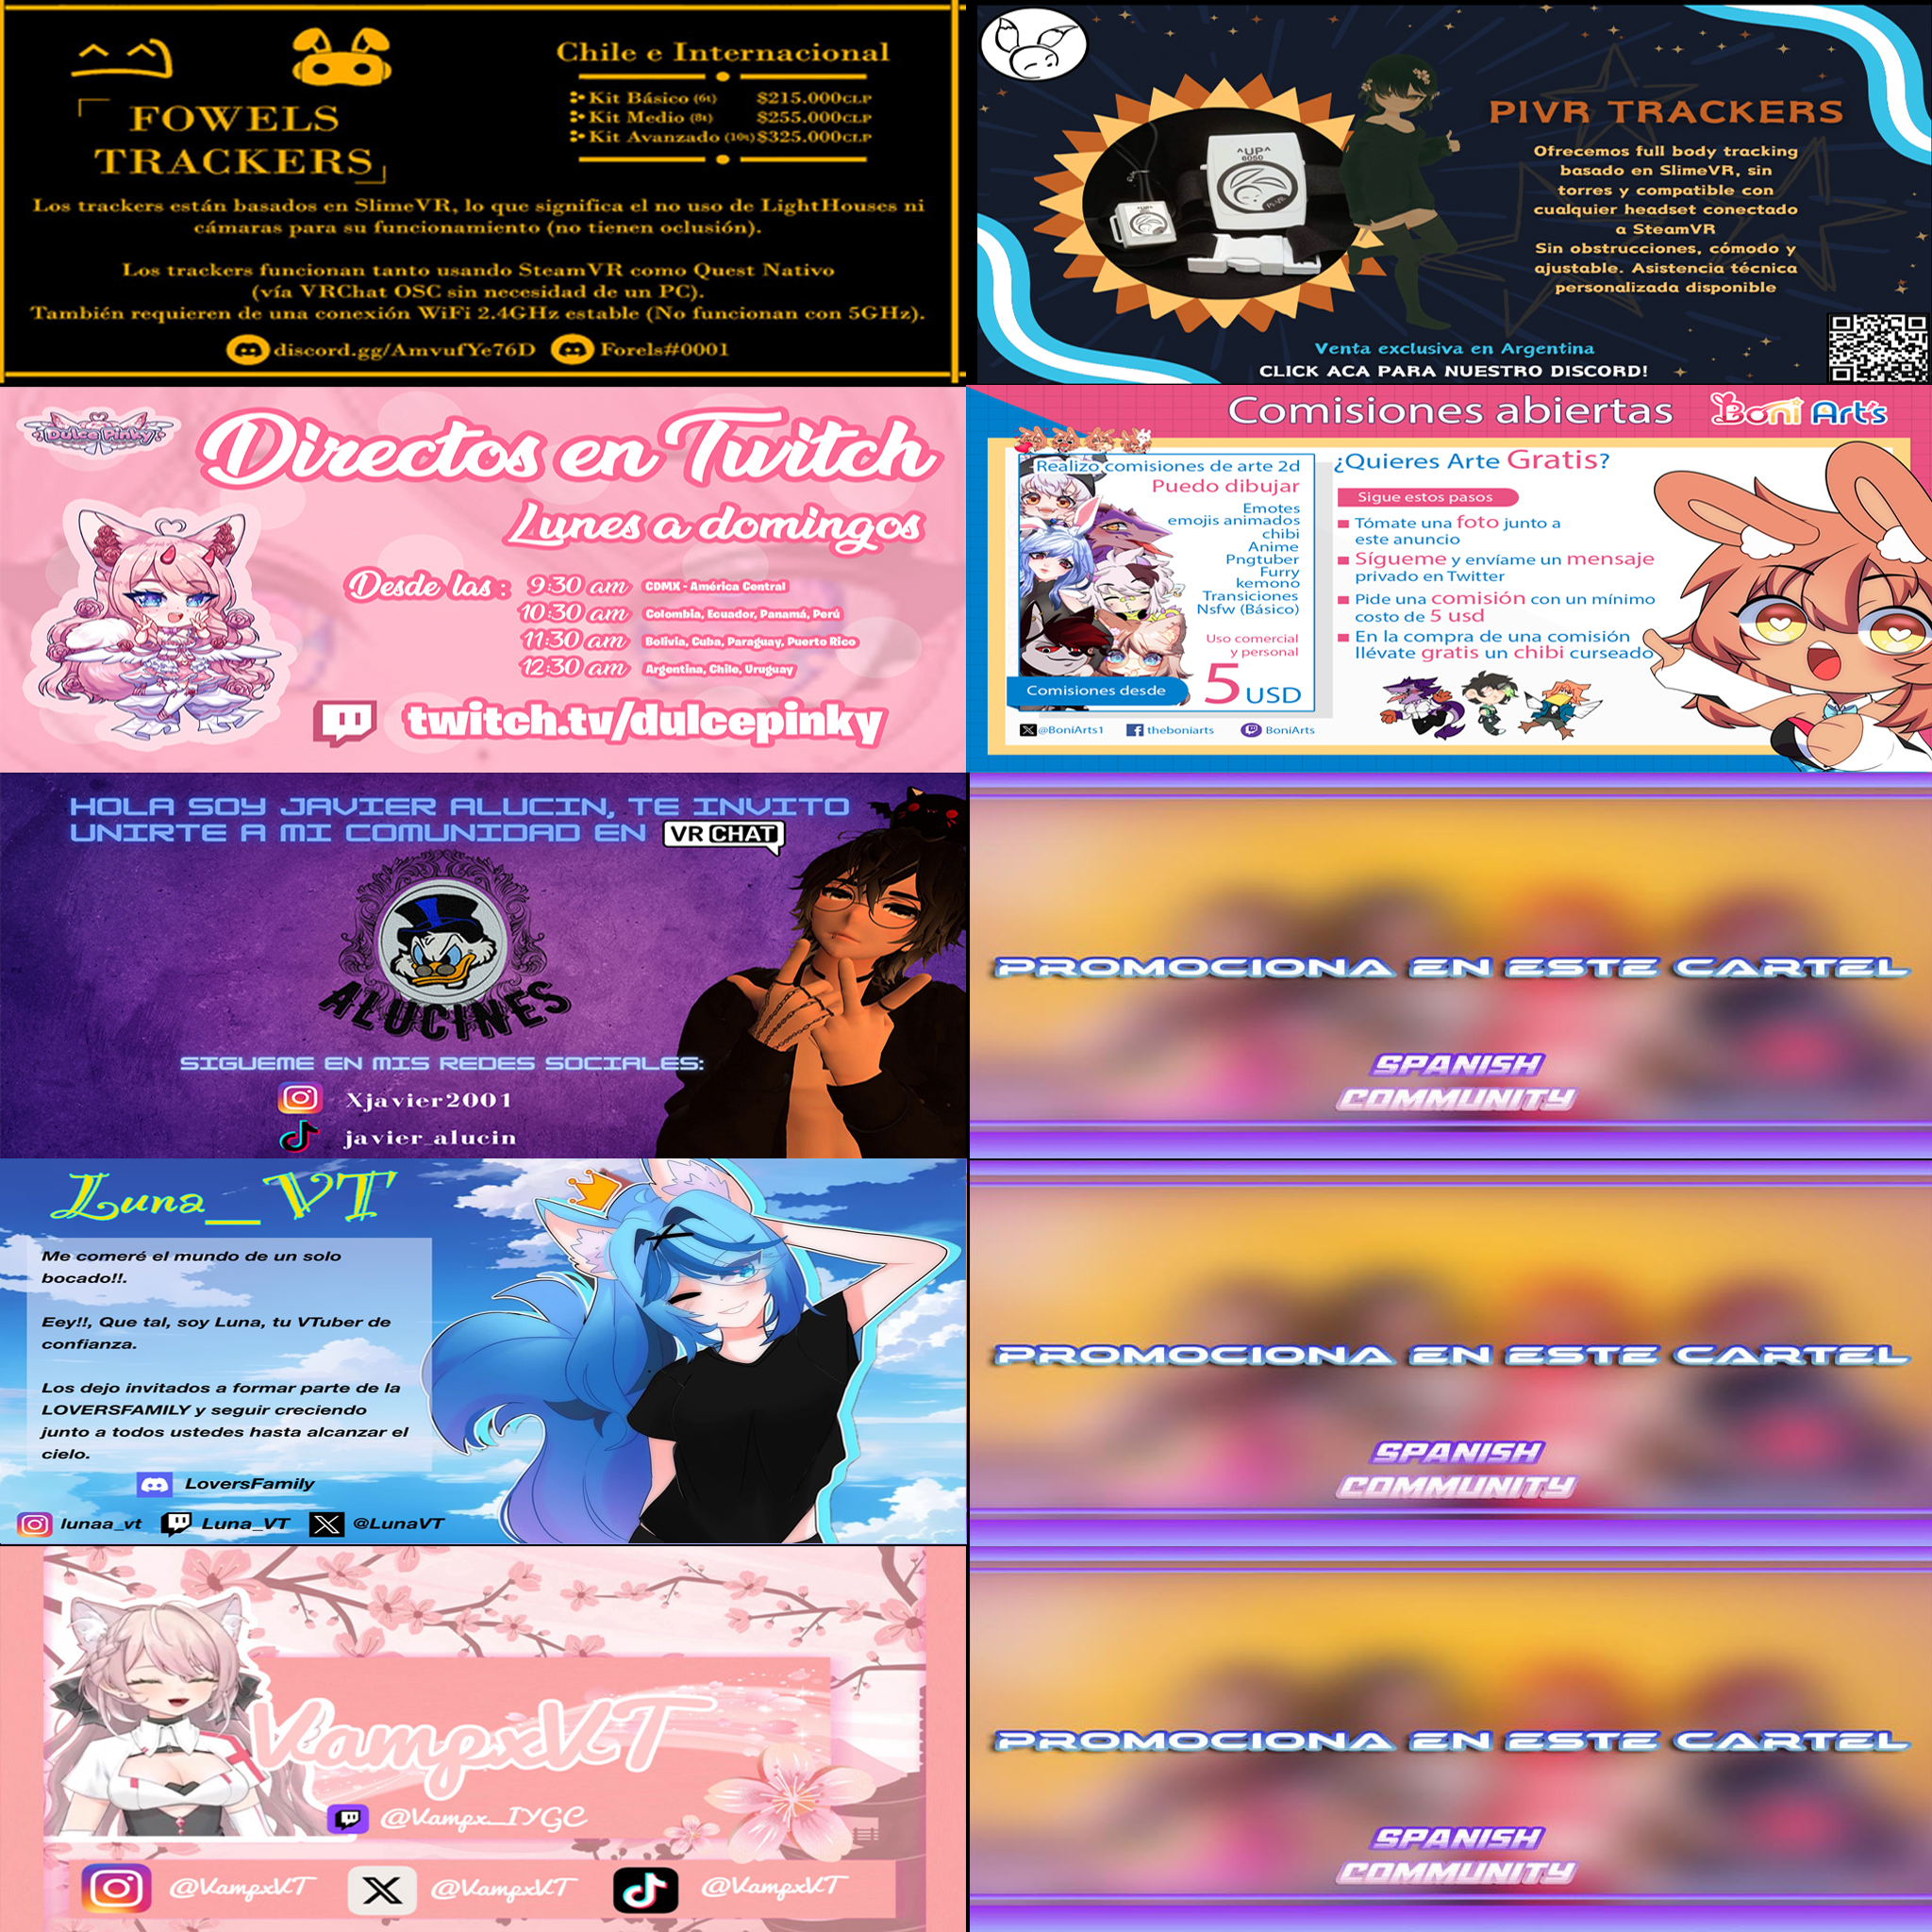 FOWELS
TRACKERS
Chile e Internacional
Kit Básico (6t) $215.000CLP
Kit Medio (8t) $255.000CLP
Kit Avanzado (10t) $325.000CLP
Los trackers están basados en SlimeVR, lo que significa el no uso de LightHouses ni
cámaras para su funcionamiento (no tienen oclusión).
Los trackers funcionan tanto usando SteamVR como Quest Nativo
(vía VRChat OSC sin necesidad de un PC).
También requieren de una conexión WiFi 2.4GHz estable (No funcionan con 5GHz).
discord.gg/AmvufYe76D Forels#0001
^UP^
6050
PI-VR
PIVR TRACKERS
Ofrecemos full body tracking
basado en SlimeVR, sin
torres y compatible con
cualquier headset conectado
a SteamVR
Sin obstrucciones, cómodo y
ajustable. Asistencia técnica
personalizada disponible
Venta exclusiva en Argentina
CLICK ACA PARA NUESTRO DISCORD!
Dulce Pinky
Directos en Twitch
Lunes a domingos
Desde las: 9:30 am CDMX - América Central
10:30 am Colombia, Ecuador, Panamá, Perú
11:30 am Bolivia, Cuba, Paraguay, Puerto Rico
12:30 am Argentina, Chile, Uruguay
twitch.tv/dulcepinky
Comisiones abiertas
Boni Art's
Realizo comisiones de arte 2d
Puedo dibujar
Emotes
emojis animados
chibi
Anime
Pngtuber
Furry
kemono
Transiciones
Nsfw (Básico)
Uso comercial
y personal
Comisiones desde
5 USD
@BoniArts1 theboniarts BoniArts
¿Quieres Arte Gratis?
Sigue estos pasos
Tómate una foto junto a
este anuncio
Sígueme y envíame un mensaje
privado en Twitter
Pide una comisión con un mínimo
costo de 5 usd
En la compra de una comisión
llévate gratis un chibi curseado
HOLA SOY JAVIER ALUCIN, TE INVITO
UNIRTE A MI COMUNIDAD EN VRCHAT
ALUCINES
SIGUEME EN MIS REDES SOCIALES:
Xjavier2001
javier_alucin
PROMOCIONA EN ESTE CARTEL
SPANISH
COMMUNITY
Luna_VT
Me comeré el mundo de un solo
bocado!!.
Eey!!, Que tal, soy Luna, tu VTuber de
confianza.
Los dejo invitados a formar parte de la
LOVERSFAMILY y seguir creciendo
junto a todos ustedes hasta alcanzar el
cielo.
LoversFamily
lunaa_vt Luna_VT @LunaVT
PROMOCIONA EN ESTE CARTEL
SPANISH
COMMUNITY
VampxVT
@Vampx_IYGC
@VampxVT @VampxVT @VampxVT
PROMOCIONA EN ESTE CARTEL
SPANISH
COMMUNITY